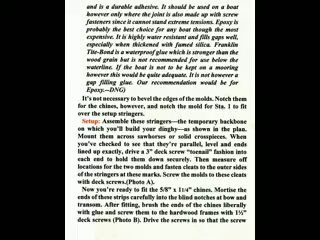 and is a durable adhesive. It should be used on a boat
however only where the joint is also made up with screw
fasteners since it cannot stand extreme tensions. Epoxy is
probably the best choice for any boat though the most
expensive. It is highly water resistant and fills gaps well,
especially when thickened with fumed silica. Franklin
Tite-Bond is a waterproof glue which is stronger than the
wood grain but is not recommended for use below the
waterline. If the boat is not to be kept on a mooring
however this would be quite adequate. It is not however a
gap filling glue. Our recommendation would be for
Epoxy.--DNG)
It's not necessary to bevel the edges of the molds. Notch them
for the chines, however, and notch the mold for Sta. 1 to fit
over the setup stringers.
Setup: Assemble these stringers—the temporary backbone
on which you'll build your dinghy—as shown in the plan.
Mount them across sawhorses or solid crosspieces. When
you've checked to see that they're parallel, level and ends
lined up exactly, drive a 3" deck screw "toenail" fashion into
each end to hold them down securely. Then measure off
locations for the two molds and fasten cleats to the outer sides
of the stringers at these marks. Screw the molds to these cleats
with deck screws.(Photo A).
Now you're ready to fit the 5/8" x 11/4" chines. Mortise the
ends of these strips carefully into the blind notches at bow and
transom. After fitting, brush the ends of the chines liberally
with glue and screw them to the hardwood frames with 1½"
deck screws (Photo B). Drive the screws in so that the screw